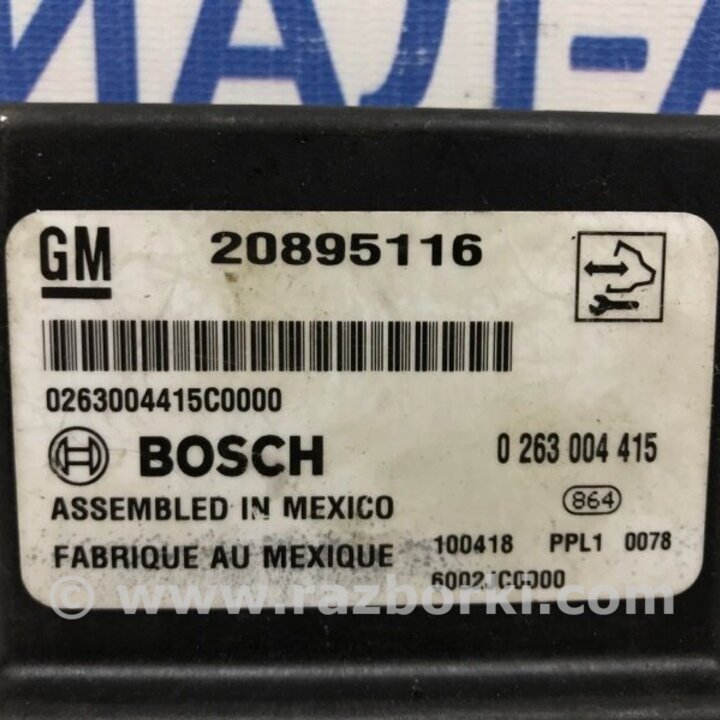 ИАЛ-А
GM 20895116
0263004415C0000
BOSCH 0 263 004 415
ASSEMBLED IN MEXICO 864
FABRIQUE AU MEXIQUE 100418 PPL1 0078
www.razborki.com